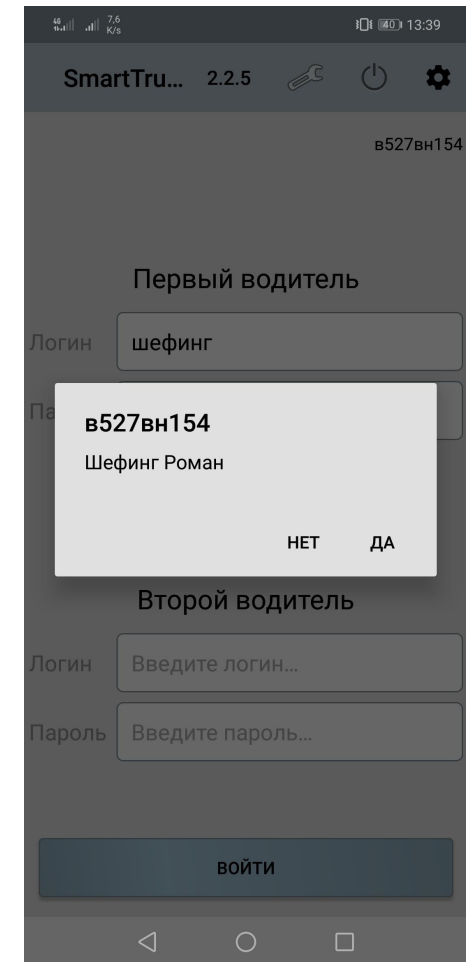 46 7,6 K/s 40 13:39
SmartTru... 2.2.5
в527вн154
Первый водитель
Логин шефинг
Па
в527вн154
Шефинг Роман
НЕТ ДА
Второй водитель
Логин Введите логин...
Пароль Введите пароль...
ВОЙТИ